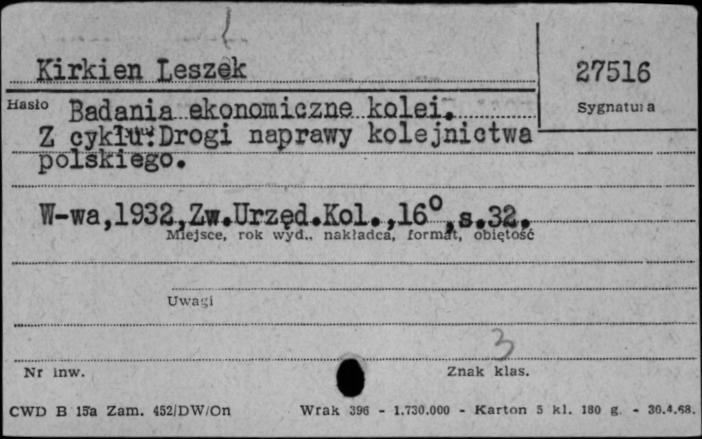 Kirkien Leszek
27516
Hasło Badania ekonomiczne kolei.
Sygnatura
Z cyklu: Drogi naprawy kolejnictwa
polskiego.
W-wa,1932,Zw.Urzęd.Kol.,16°,s.32.
Miejsce, rok wyd., nakładca, format, objętość
Uwagi
3
Nr inw.
Znak klas.
CWD B 15a Zam. 452/DW/On Wrak 396 - 1.730.000 - Karton 5 kl. 180 g. - 30.4.68.